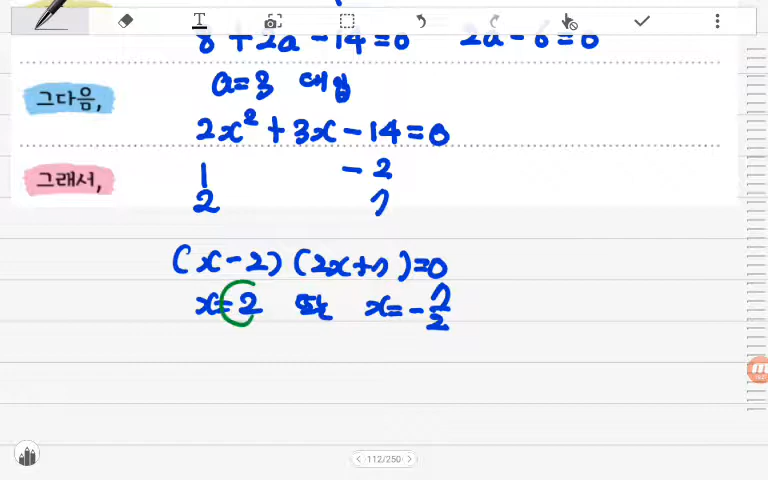 8 + 2a - 14 = 0 2a - 6 = 0
a = 3 대입
그다음,
2x² + 3x - 14 = 0
그래서,
1 - 2
2 7
(x - 2) (2x + 7) = 0
x = 2 또는 x = - 7/2
112/250